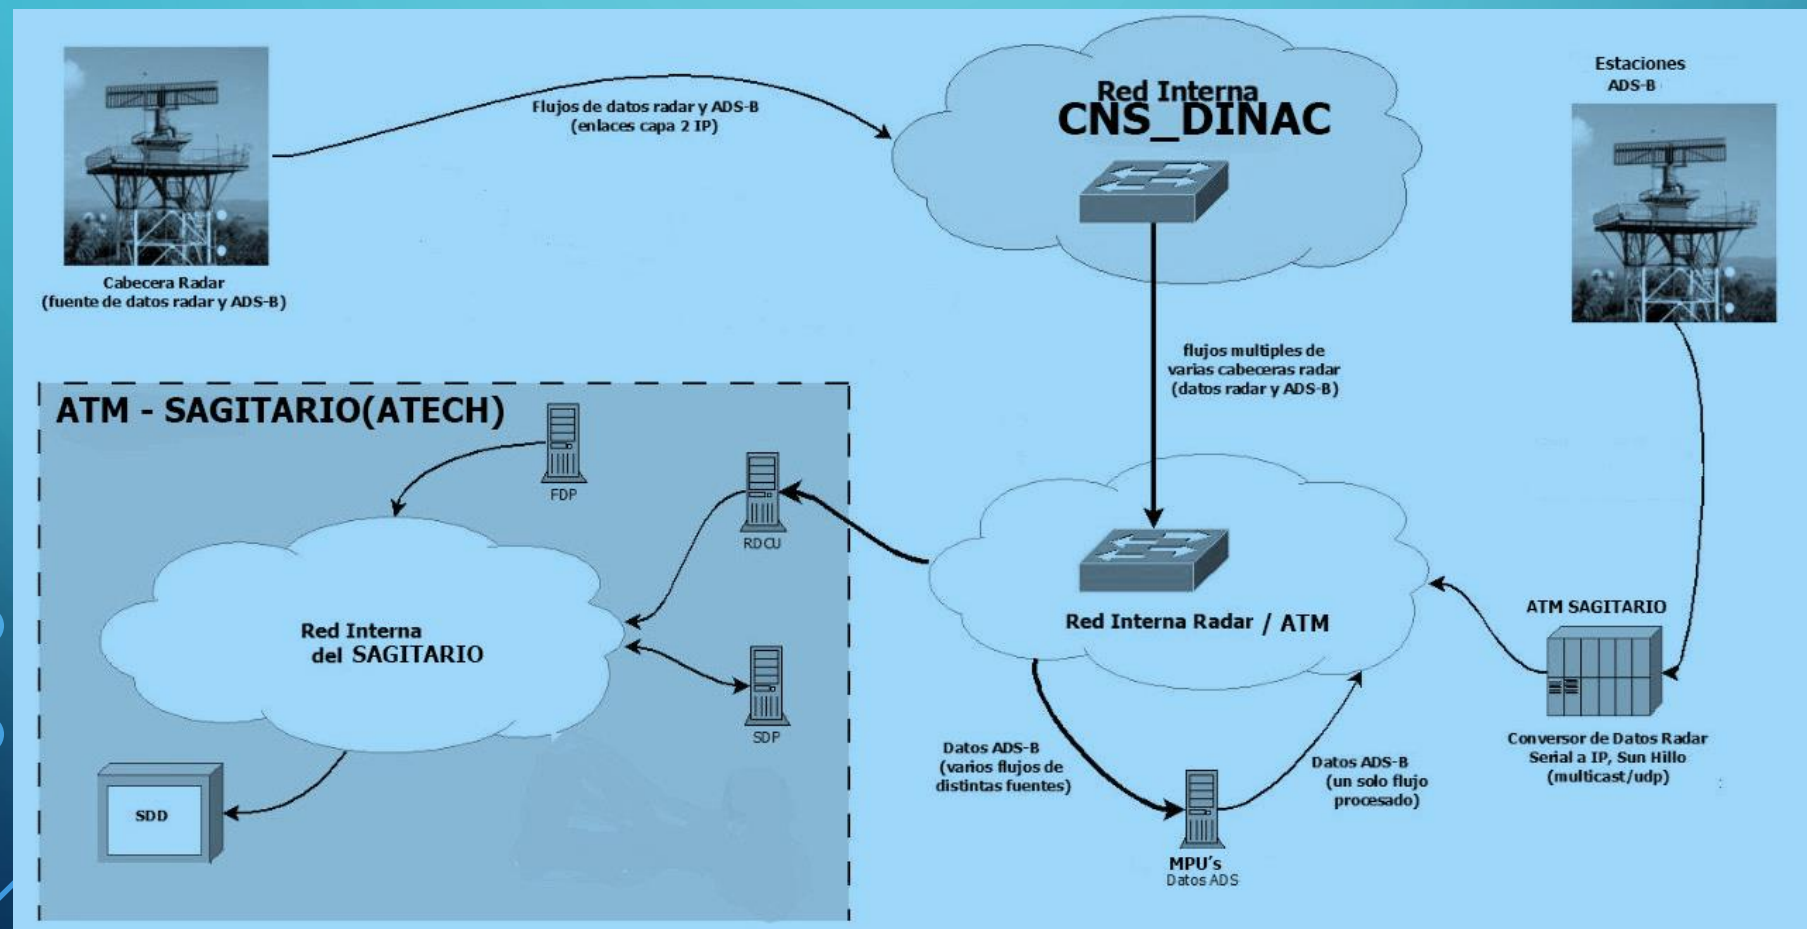 Cabecera Radar
(fuente de datos radar y ADS-B)
Flujos de datos radar y ADS-B
(enlaces capa 2 IP)
Red Interna
CNS_DINAC
Estaciones
ADS-B
flujos multiples de
varias cabeceras radar
(datos radar y ADS-B)
ATM - SAGITARIO(ATECH)
FDP
RDCU
Red Interna
del SAGITARIO
SDP
SDD
Red Interna Radar / ATM
ATM SAGITARIO
Conversor de Datos Radar
Serial a IP, Sun Hillo
(multicast/udp)
Datos ADS-B
(varios flujos de
distintas fuentes)
Datos ADS-B
(un solo flujo
procesado)
MPU's
Datos ADS